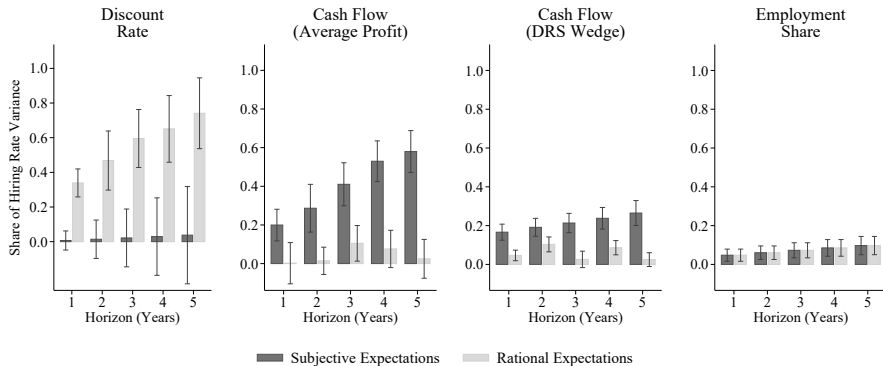 Discount
Rate
Cash Flow
(Average Profit)
Cash Flow
(DRS Wedge)
Employment
Share
Share of Hiring Rate Variance
1.0
0.8
0.6
0.4
0.2
0.0
1 2 3 4 5
Horizon (Years)
1.0
0.8
0.6
0.4
0.2
0.0
1 2 3 4 5
Horizon (Years)
1.0
0.8
0.6
0.4
0.2
0.0
1 2 3 4 5
Horizon (Years)
1.0
0.8
0.6
0.4
0.2
0.0
1 2 3 4 5
Horizon (Years)
Subjective Expectations Rational Expectations